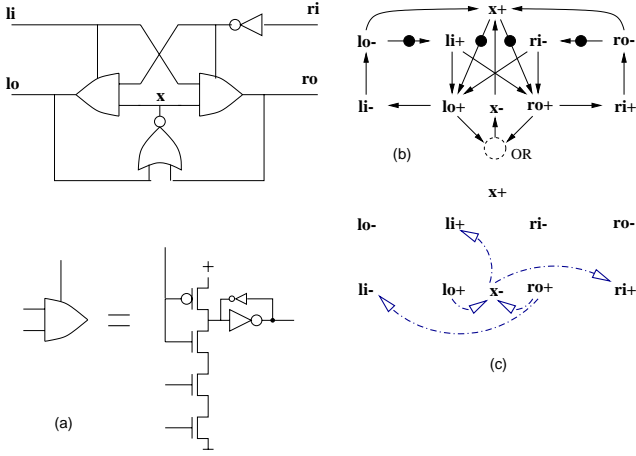 li ri
lo ro
x
(a)
x+
lo- li+ ri- ro-
li- lo+ x- ro+ ri+
OR
(b)
x+
lo- li+ ri- ro-
li- lo+ x- ro+ ri+
(c)
+